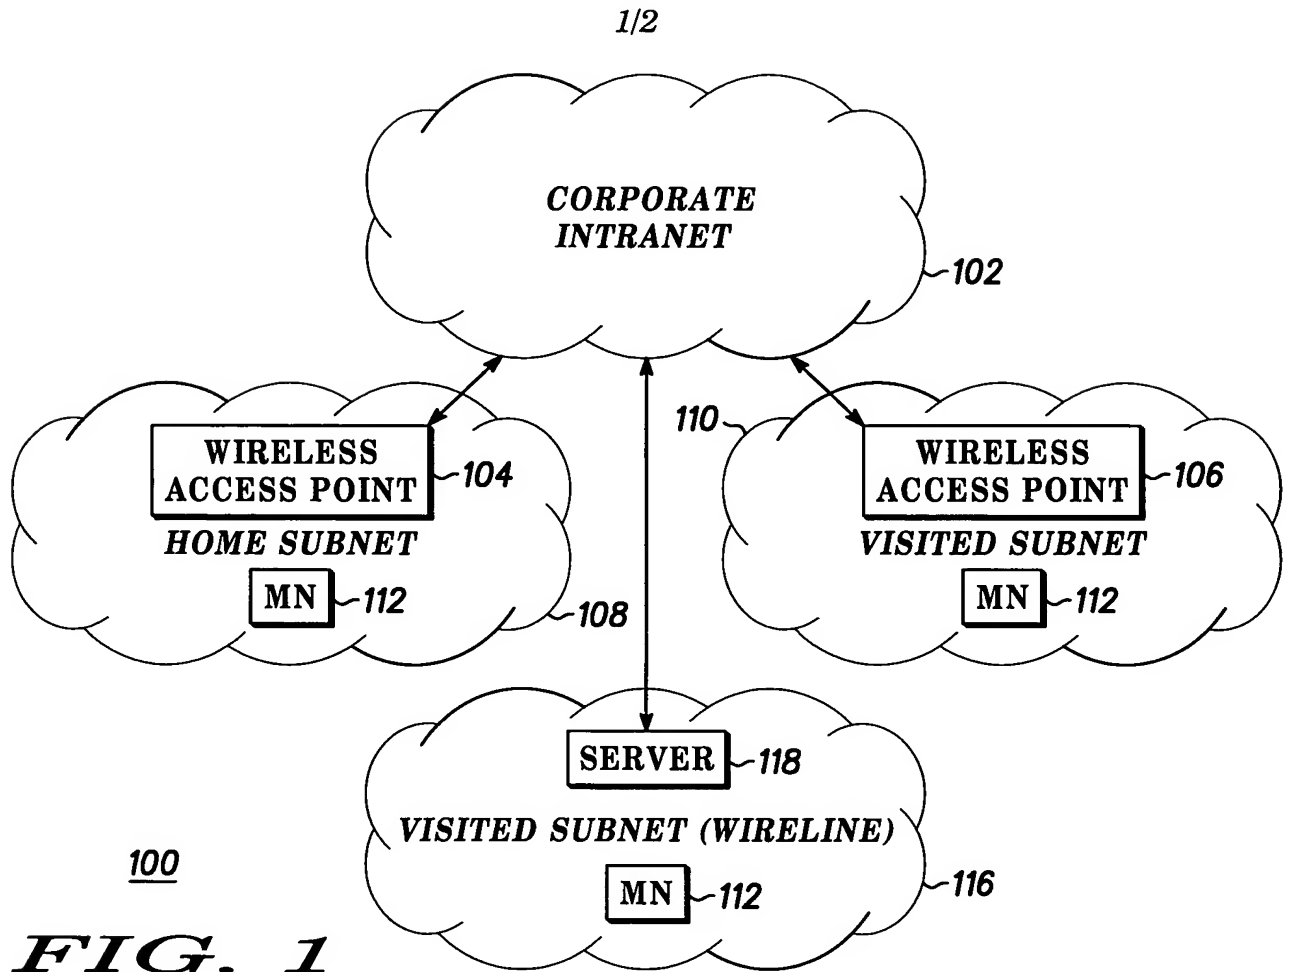 1/2
CORPORATE
INTRANET
102
WIRELESS
ACCESS POINT
104
HOME SUBNET
MN
112
108
110
WIRELESS
ACCESS POINT
106
VISITED SUBNET
MN
112
SERVER
118
VISITED SUBNET (WIRELINE)
MN
112
116
100
FIG. 1